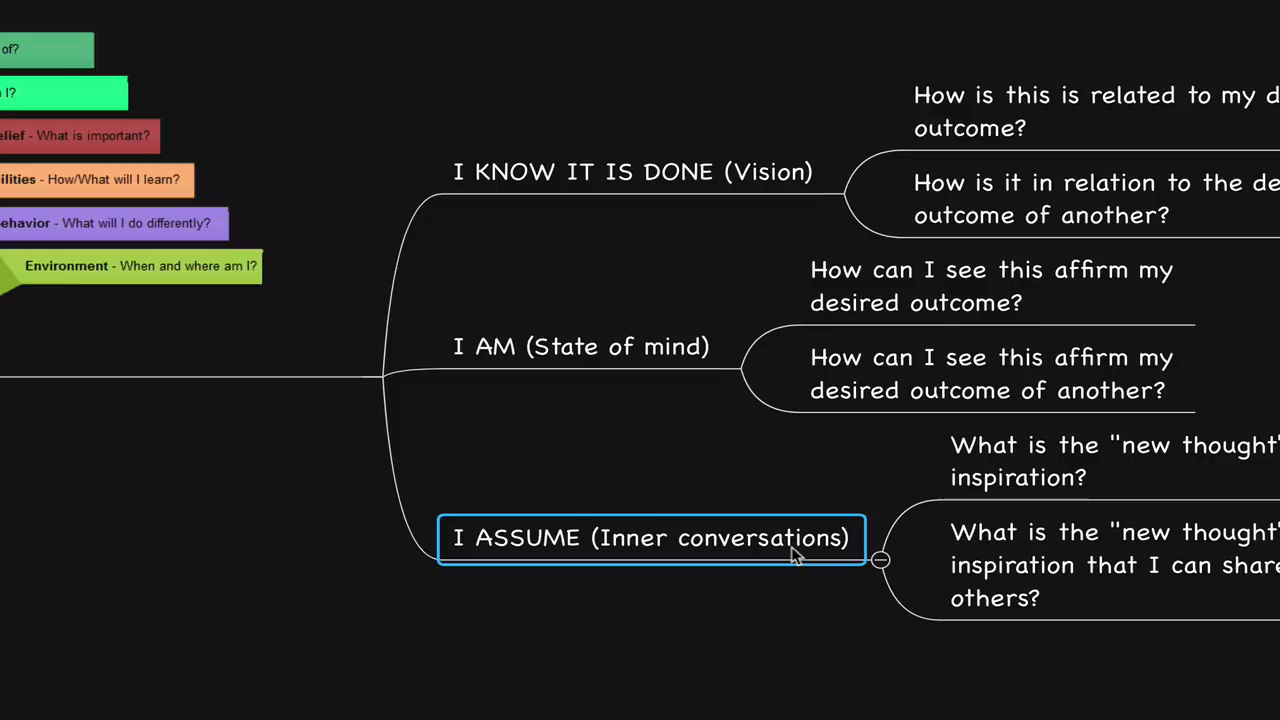 of?
I?
elief - What is important?
ilities - How/What will I learn?
ehavior - What will I do differently?
Environment - When and where am I?
I KNOW IT IS DONE (Vision)
How is this is related to my d
outcome?
How is it in relation to the de
outcome of another?
I AM (State of mind)
How can I see this affirm my
desired outcome?
How can I see this affirm my
desired outcome of another?
I ASSUME (Inner conversations)
What is the "new thought"
inspiration?
What is the "new thought"
inspiration that I can share
others?